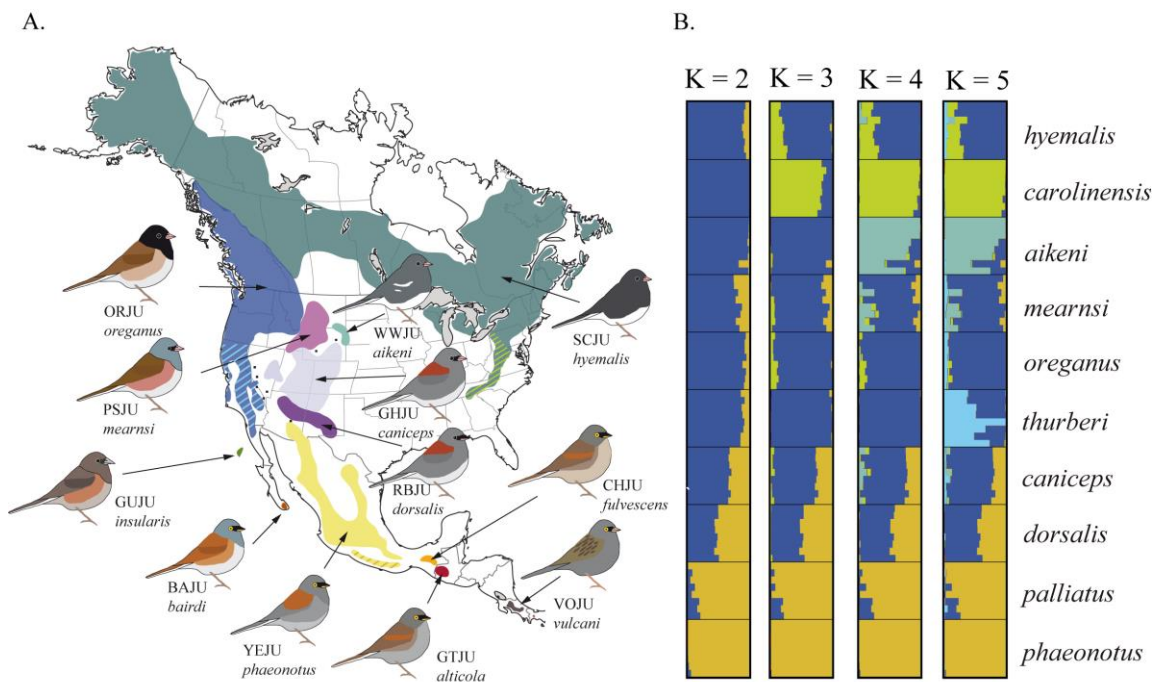 A.
ORJU
oreganus
PSJU
mearnsi
GUJU
insularis
BAJU
bairdi
YEJU
phaeonotus
GTJU
alticola
WWJU
aikeni
GHJU
caniceps
RBJU
dorsalis
SCJU
hyemalis
CHJU
fulvescens
VOJU
vulcani
B.
K = 2 K = 3 K = 4 K = 5
hyemalis
carolinensis
aikeni
mearnsi
oreganus
thurberi
caniceps
dorsalis
palliatus
phaeonotus